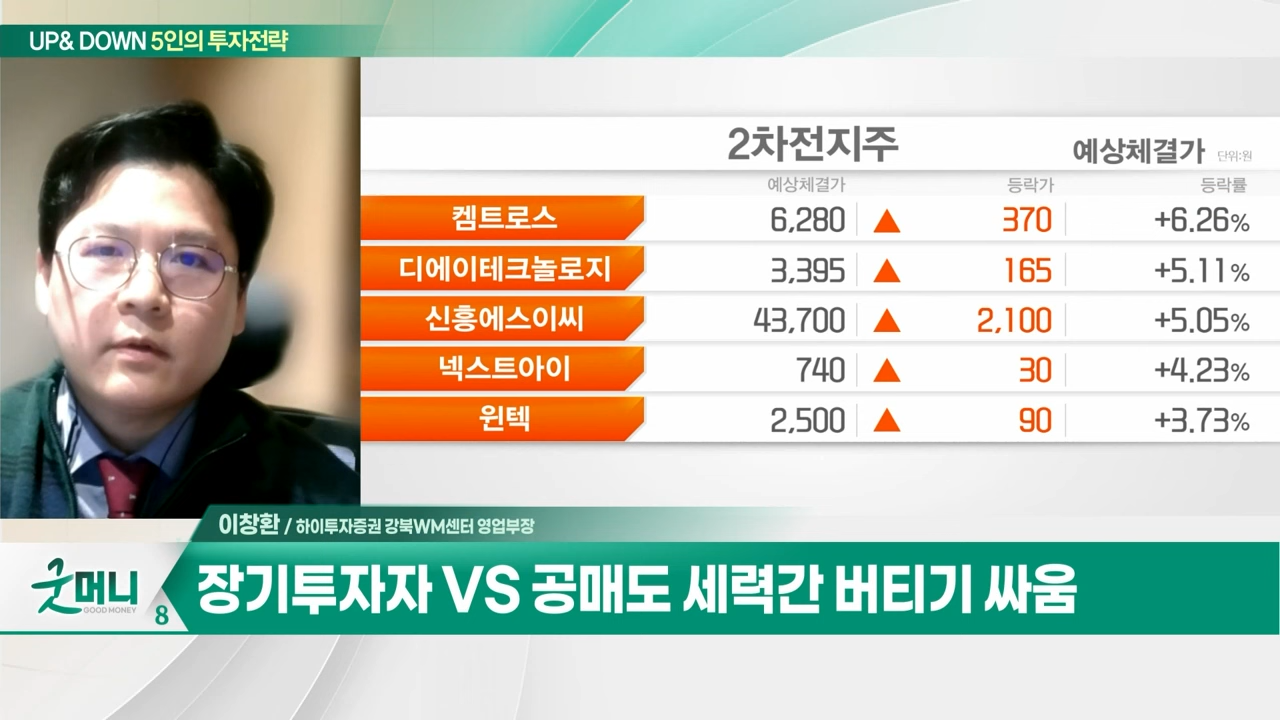 UP& DOWN 5인의 투자전략
2차전지주 예상체결가 단위:원
예상체결가 등락가 등락률
켐트로스 6,280 ▲ 370 +6.26%
디에이테크놀로지 3,395 ▲ 165 +5.11%
신흥에스이씨 43,700 ▲ 2,100 +5.05%
넥스트아이 740 ▲ 30 +4.23%
윈텍 2,500 ▲ 90 +3.73%
이창환 / 하이투자증권 강북WM센터 영업부장
굿머니
GOOD MONEY
8
장기투자자 VS 공매도 세력간 버티기 싸움